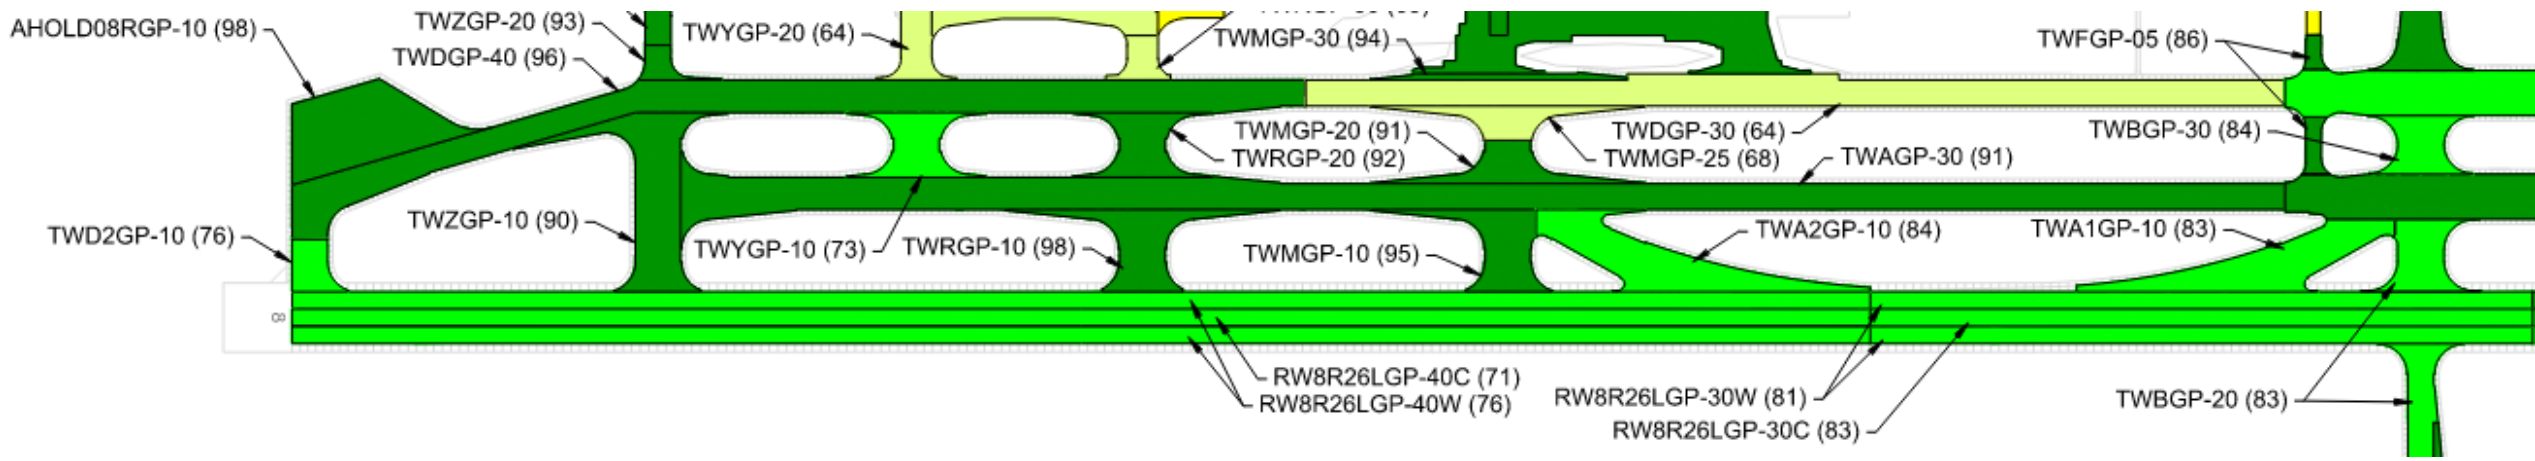 AHOLD08RGP-10 (98)
TWZGP-20 (93)
TWDGP-40 (96)
TWYGP-20 (64)
TWMGP-30 (94)
TWFGP-05 (86)
TWMGP-20 (91)
TWRGP-20 (92)
TWDGP-30 (64)
TWMGP-25 (68)
TWAGP-30 (91)
TWBGP-30 (84)
TWD2GP-10 (76)
TWZGP-10 (90)
TWYGP-10 (73)
TWRGP-10 (98)
TWMGP-10 (95)
TWA2GP-10 (84)
TWA1GP-10 (83)
8
RW8R26LGP-40C (71)
RW8R26LGP-40W (76)
RW8R26LGP-30W (81)
RW8R26LGP-30C (83)
TWBGP-20 (83)